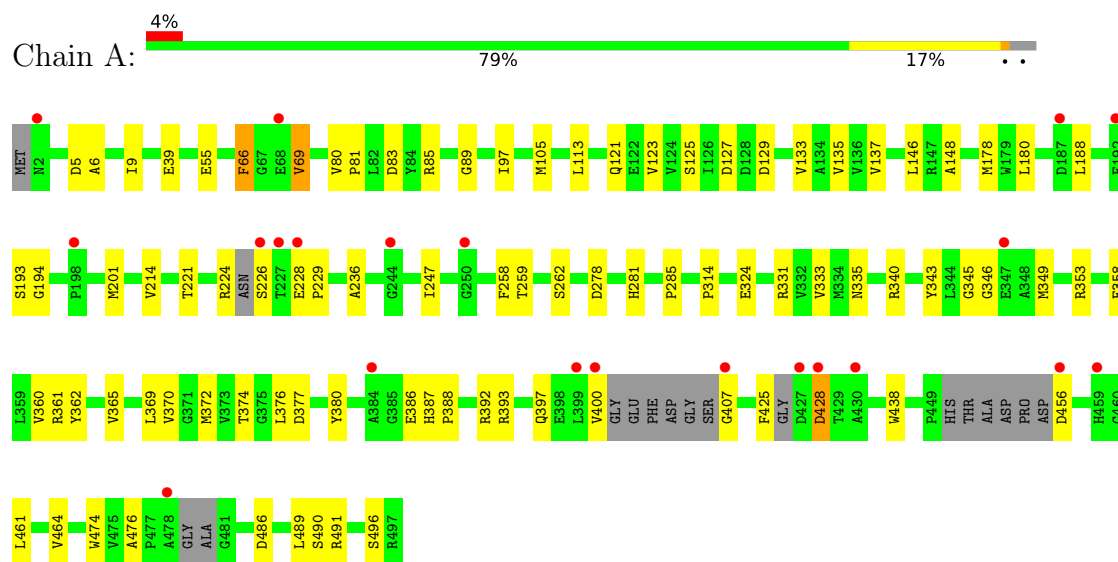 4%
Chain A:
79% 17% • •
MET N2 D5 A6 I9 E39 E55 F66 G67 E68 V69 V80 P81 L82 D83 Y84 R85 G89 I97 M105 L113 Q121 E122 V123 V124 S125 I126 D127 D128 D129 V133 A134 V135 V136 V137 L146 R147 A148 M178 W179 L180 D187 L188
S193 G194 P198 M201 V214 T221 R224 ASN S226 T227 E228 P229 A236 G244 I247 G250 F258 T259 S262 D278 H281 P285 P314 E324 R331 V332 V333 M334 N335 R340 Y343 L344 G345 G346 E347 A348 M349 R353
L359 V360 R361 Y362 V365 L369 V370 G371 M372 V373 T374 G375 L376 D377 Y380 A384 G385 E386 H387 P388 R392 R393 Q397 E398 L399 V400 GLY GLU PHE ASP GLY SER G407 F425 GLY D427 D428 T429 A430 W438 P449 HIS THR ALA ASP PRO ASP D456 H459
L461 V464 W474 V475 A476 P477 A478 GLY ALA G481 D486 L489 S490 R491 S496 R497